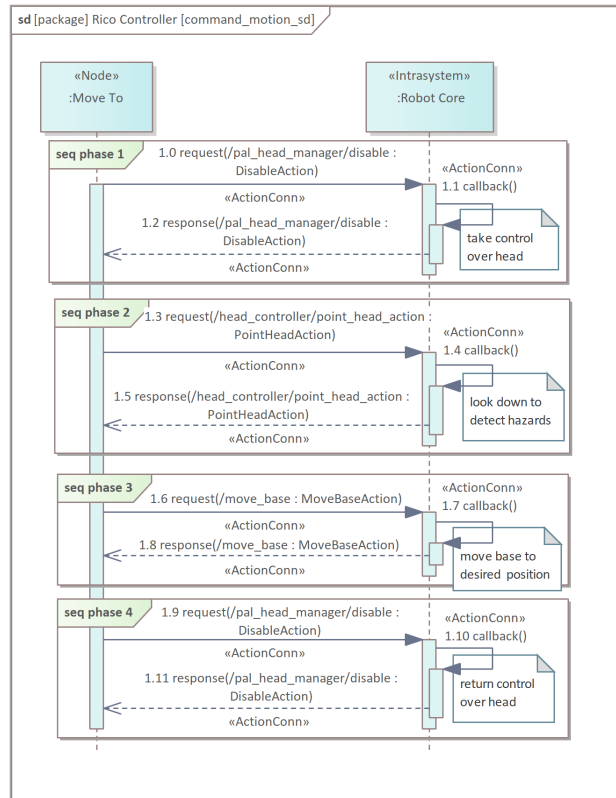 sd [package] Rico Controller [command_motion_sd]
«Node»
:Move To
«Intrasystem»
:Robot Core
seq phase 1
1.0 request(/pal_head_manager/disable :
DisableAction)
«ActionConn»
«ActionConn»
1.1 callback()
take control
over head
1.2 response(/pal_head_manager/disable :
DisableAction)
«ActionConn»
seq phase 2
1.3 request(/head_controller/point_head_action :
PointHeadAction)
«ActionConn»
«ActionConn»
1.4 callback()
look down to
detect hazards
1.5 response(/head_controller/point_head_action :
PointHeadAction)
«ActionConn»
seq phase 3
1.6 request(/move_base : MoveBaseAction)
«ActionConn»
«ActionConn»
1.7 callback()
move base to
desired position
1.8 response(/move_base : MoveBaseAction)
«ActionConn»
seq phase 4
1.9 request(/pal_head_manager/disable :
DisableAction)
«ActionConn»
«ActionConn»
1.10 callback()
return control
over head
1.11 response(/pal_head_manager/disable :
DisableAction)
«ActionConn»